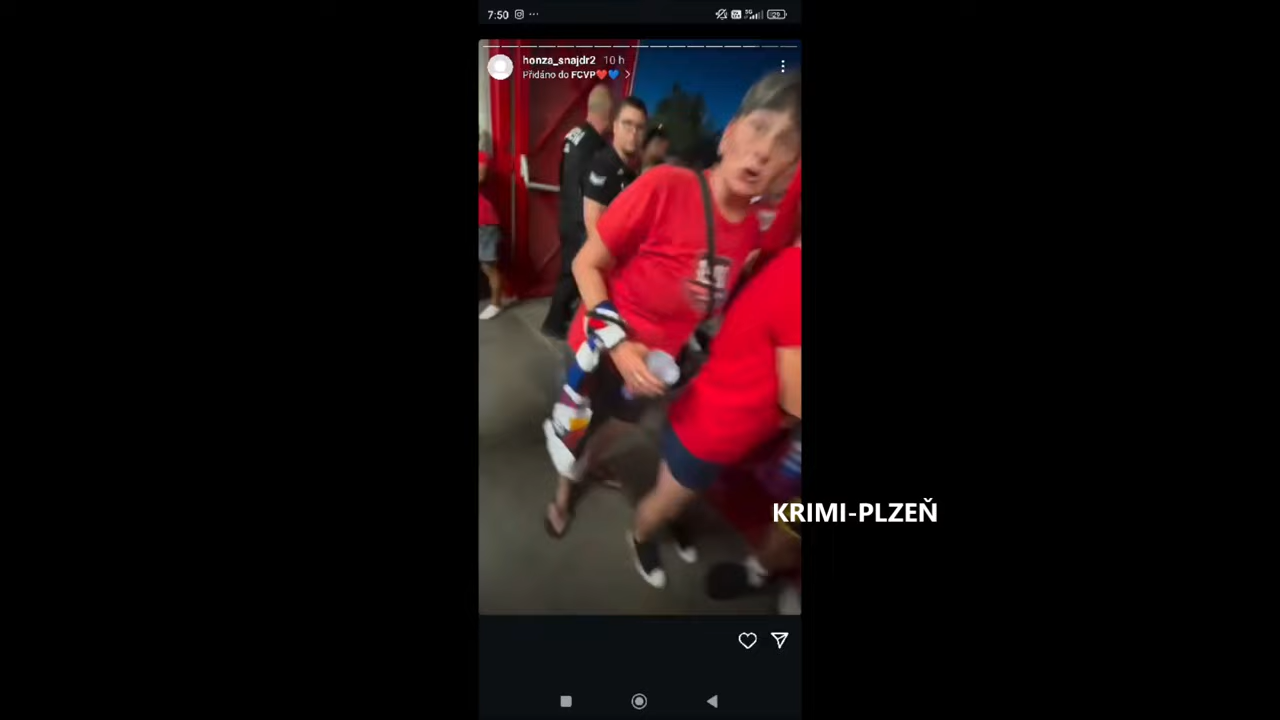 7:50
honza_snajdr2 10 h
Přidáno do FCVP❤️💙 >
KRIMI-PLZEŇ